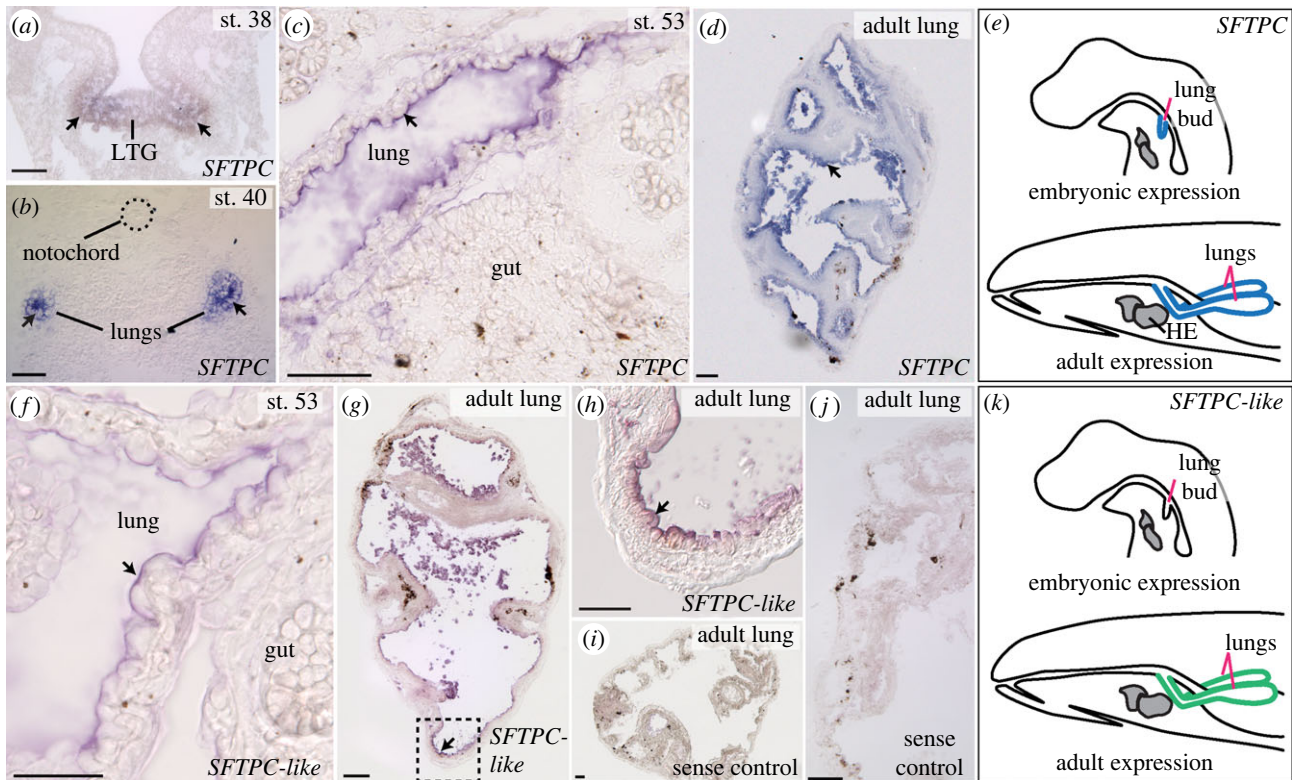 (a)
st. 38
LTG
SFTPC
(b)
st. 40
notochord
lungs
SFTPC
(c)
st. 53
lung
gut
SFTPC
(d)
adult lung
SFTPC
(e)
SFTPC
lung
bud
embryonic expression
lungs
HE
adult expression
(f)
st. 53
lung
gut
SFTPC-like
(g)
adult lung
SFTPC-
like
(h)
adult lung
SFTPC-like
(i)
adult lung
sense control
(j)
adult lung
sense
control
(k)
SFTPC-like
lung
bud
embryonic expression
lungs
adult expression